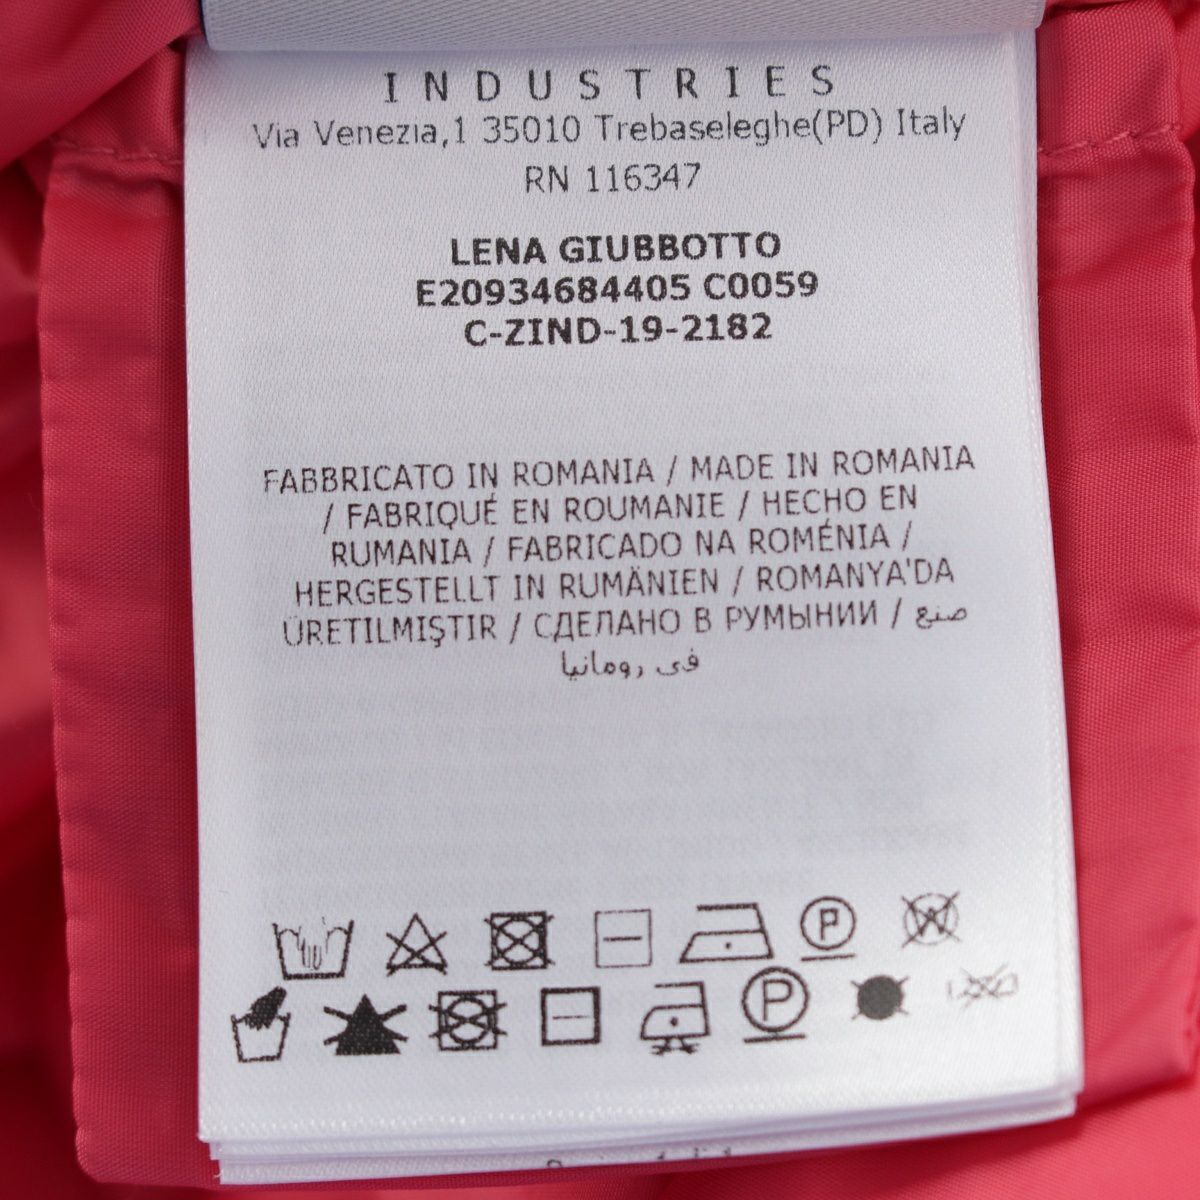 INDUSTRIES
Via Venezia,1 35010 Trebaseleghe(PD) Italy
RN 116347
LENA GIUBBOTTO
E20934684405 C0059
C-ZIND-19-2182
FABBRICATO IN ROMANIA / MADE IN ROMANIA
/ FABRIQUÉ EN ROUMANIE / HECHO EN
RUMANIA / FABRICADO NA ROMÉNIA /
HERGESTELLT IN RUMÄNIEN / ROMANYA'DA
ÜRETILMIŞTIR / СДЕЛАНО В РУМЫНИИ / صنع
في رومانيا
P W
P